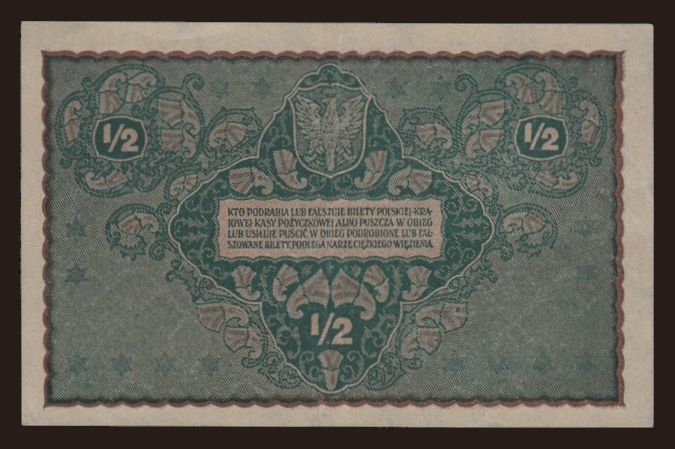 1/2
1/2
KTO PODRABIA LUB FAŁSZUJE BILETY POLSKIEJ KRA-
JOWEJ KASY POŻYCZKOWEJ ALBO PUSZCZA W OBIEG
LUB USIŁUJE PUŚCIĆ W OBIEG PODROBIONE LUB FAŁ-
SZOWANE BILETY, PODLEGA KARZE CIĘŻKIEGO WIĘZIENIA.
1/2